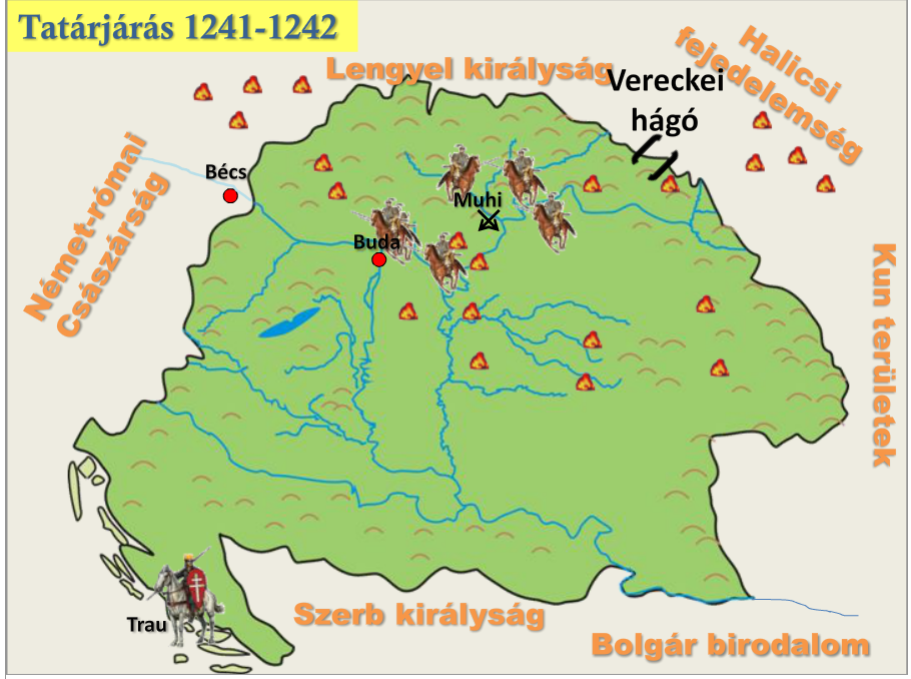 Tatárjárás 1241-1242
Lengyel királyság
Halicsi
fejedelemség
Vereckei
hágó
Német-római
Császárság
Bécs
Muhi
Buda
Kun területek
Trau
Szerb királyság
Bolgár birodalom